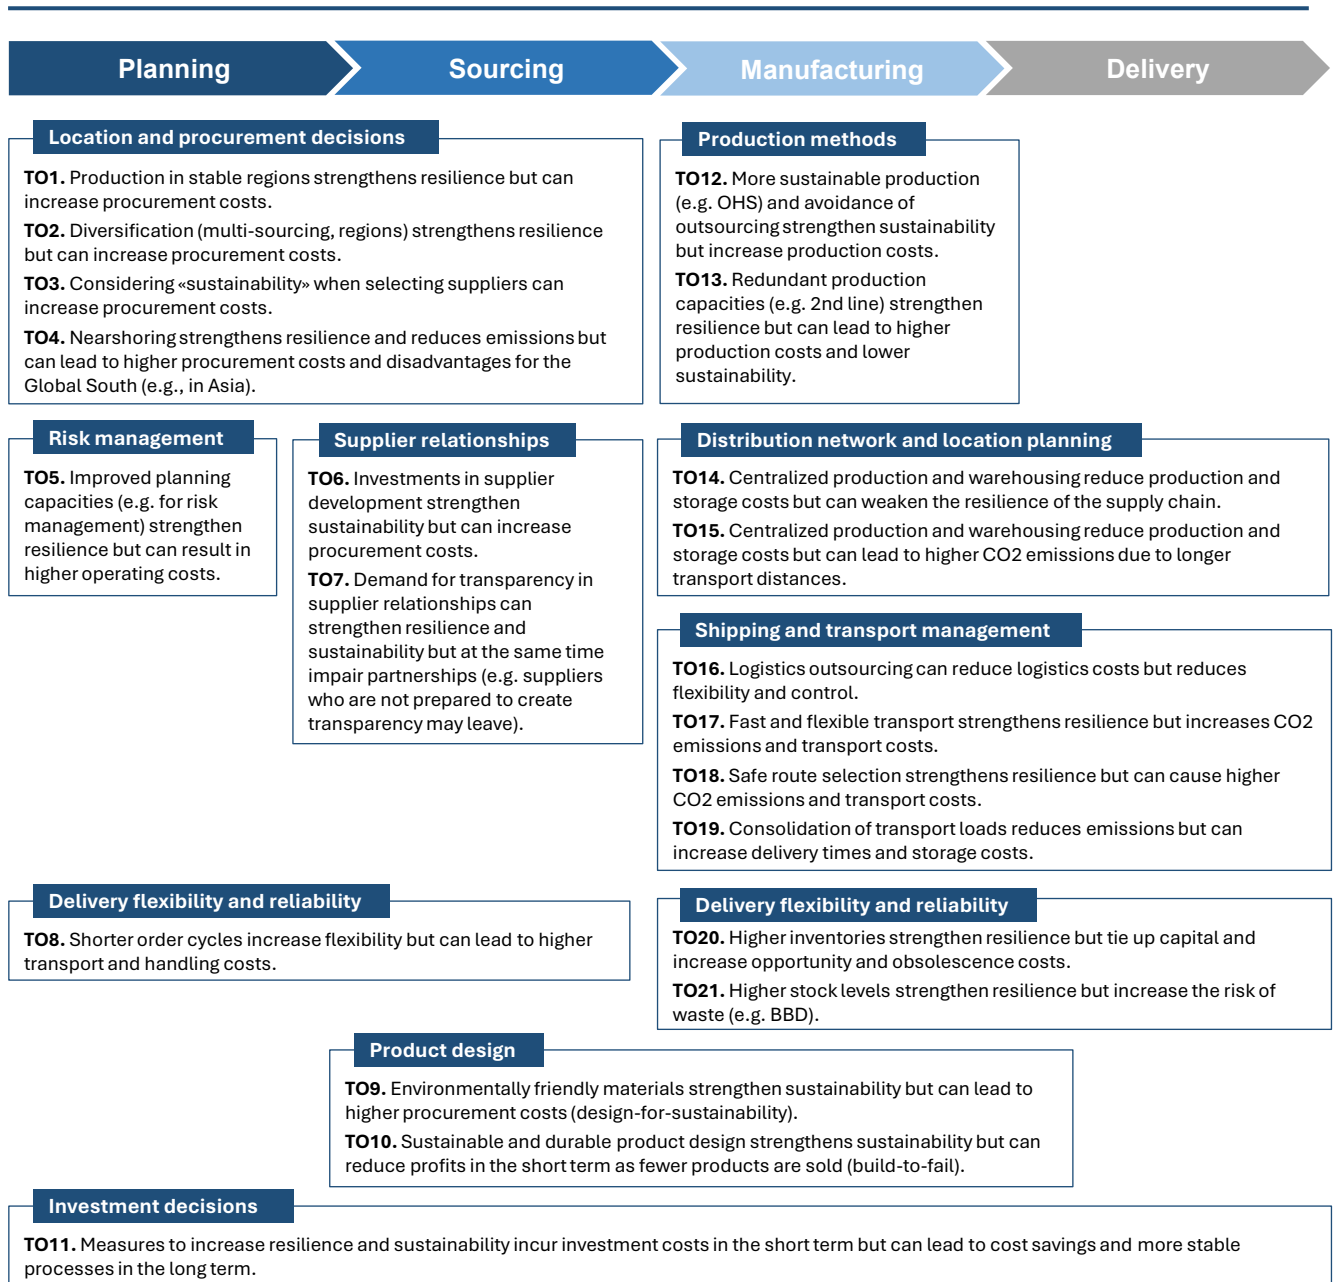 Planning
Sourcing
Manufacturing
Delivery
Location and procurement decisions
TO1. Production in stable regions strengthens resilience but can
increase procurement costs.
TO2. Diversification (multi-sourcing, regions) strengthens resilience
but can increase procurement costs.
TO3. Considering «sustainability» when selecting suppliers can
increase procurement costs.
TO4. Nearshoring strengthens resilience and reduces emissions but
can lead to higher procurement costs and disadvantages for the
Global South (e.g., in Asia).
Production methods
TO12. More sustainable production
(e.g. OHS) and avoidance of
outsourcing strengthen sustainability
but increase production costs.
TO13. Redundant production
capacities (e.g. 2nd line) strengthen
resilience but can lead to higher
production costs and lower
sustainability.
Risk management
TO5. Improved planning
capacities (e.g. for risk
management) strengthen
resilience but can result in
higher operating costs.
Supplier relationships
TO6. Investments in supplier
development strengthen
sustainability but can increase
procurement costs.
TO7. Demand for transparency in
supplier relationships can
strengthen resilience and
sustainability but at the same time
impair partnerships (e.g. suppliers
who are not prepared to create
transparency may leave).
Distribution network and location planning
TO14. Centralized production and warehousing reduce production and
storage costs but can weaken the resilience of the supply chain.
TO15. Centralized production and warehousing reduce production and
storage costs but can lead to higher CO2 emissions due to longer
transport distances.
Shipping and transport management
TO16. Logistics outsourcing can reduce logistics costs but reduces
flexibility and control.
TO17. Fast and flexible transport strengthens resilience but increases CO2
emissions and transport costs.
TO18. Safe route selection strengthens resilience but can cause higher
CO2 emissions and transport costs.
TO19. Consolidation of transport loads reduces emissions but can
increase delivery times and storage costs.
Delivery flexibility and reliability
TO8. Shorter order cycles increase flexibility but can lead to higher
transport and handling costs.
Delivery flexibility and reliability
TO20. Higher inventories strengthen resilience but tie up capital and
increase opportunity and obsolescence costs.
TO21. Higher stock levels strengthen resilience but increase the risk of
waste (e.g. BBD).
Product design
TO9. Environmentally friendly materials strengthen sustainability but can lead to
higher procurement costs (design-for-sustainability).
TO10. Sustainable and durable product design strengthens sustainability but can
reduce profits in the short term as fewer products are sold (build-to-fail).
Investment decisions
TO11. Measures to increase resilience and sustainability incur investment costs in the short term but can lead to cost savings and more stable
processes in the long term.